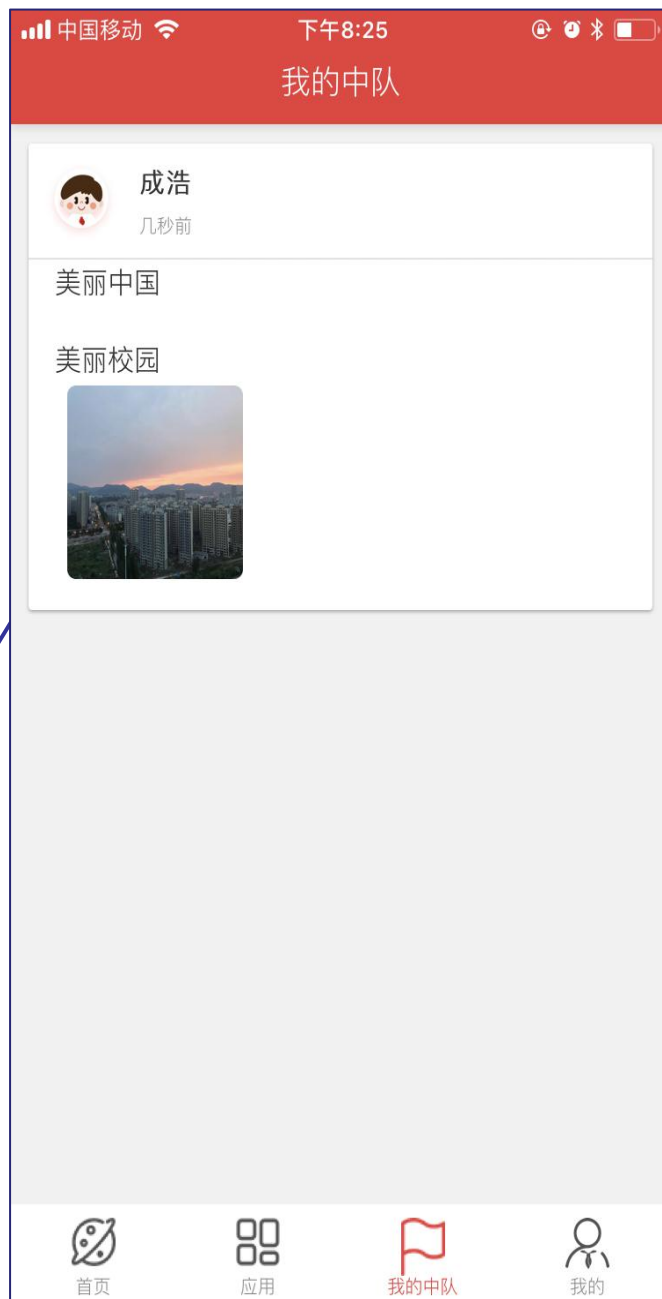 中国移动 下午8:25
我的中队
成浩
几秒前
美丽中国
美丽校园
首页 应用 我的中队 我的